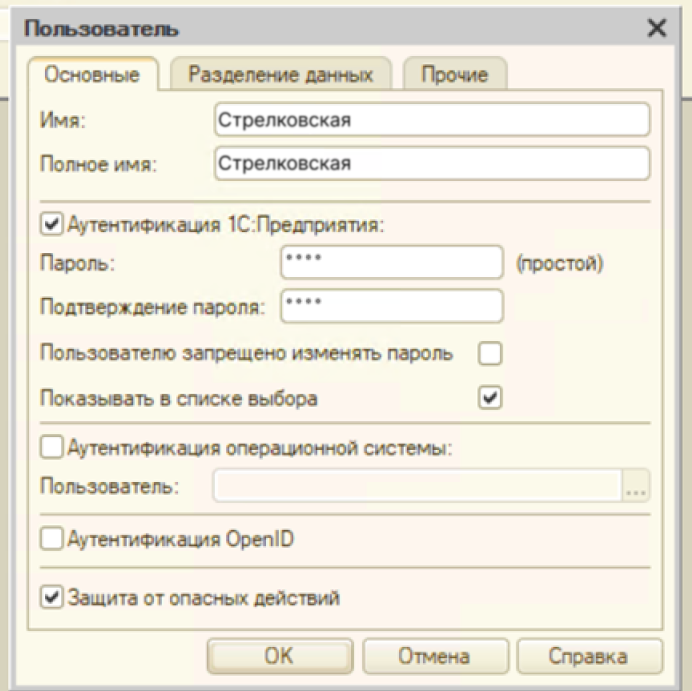 Пользователь
Основные Разделение данных Прочие
Имя: Стрелковская
Полное имя: Стрелковская
Аутентификация 1С:Предприятия:
Пароль: **** (простой)
Подтверждение пароля: ****
Пользователю запрещено изменять пароль
Показывать в списке выбора
Аутентификация операционной системы:
Пользователь: ...
Аутентификация OpenID
Защита от опасных действий
OK Отмена Справка